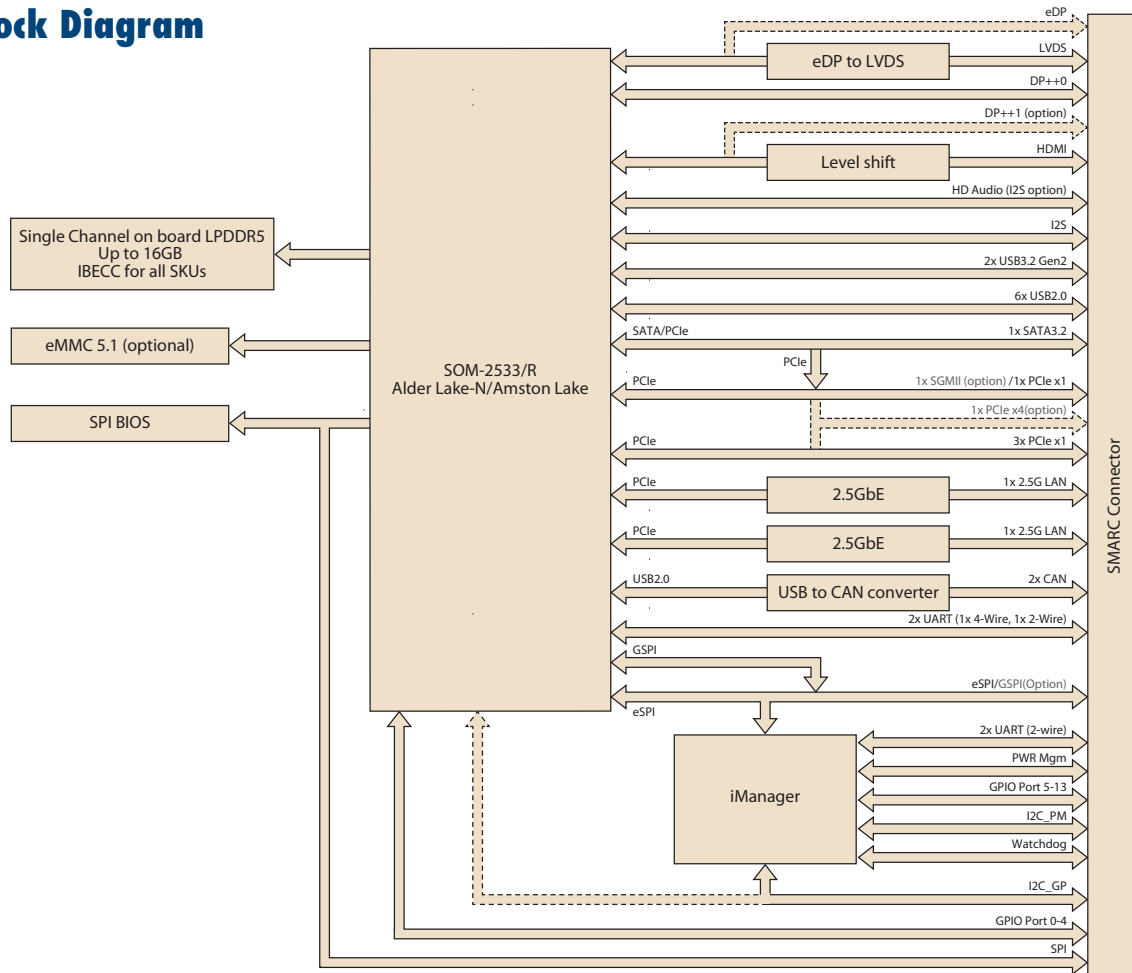 ock Diagram
eDP
eDP to LVDS
LVDS
DP++0
DP++1 (option)
Level shift
HDMI
HD Audio (I2S option)
Single Channel on board LPDDR5
Up to 16GB
IBECC for all SKUs
I2S
2x USB3.2 Gen2
6x USB2.0
eMMC 5.1 (optional)
SATA/PCIe
1x SATA3.2
PCIe
SOM-2533/R
Alder Lake-N/Amston Lake
PCIe
1x SGMII (option) /1x PCIe x1
SPI BIOS
1x PCIe x4(option)
PCIe
3x PCIe x1
SMARC Connector
PCIe
2.5GbE
1x 2.5G LAN
PCIe
2.5GbE
1x 2.5G LAN
USB2.0
USB to CAN converter
2x CAN
2x UART (1x 4-Wire, 1x 2-Wire)
GSPI
eSPI/GSPI(Option)
eSPI
iManager
2x UART (2-wire)
PWR Mgm
GPIO Port 5-13
I2C_PM
Watchdog
I2C_GP
GPIO Port 0-4
SPI